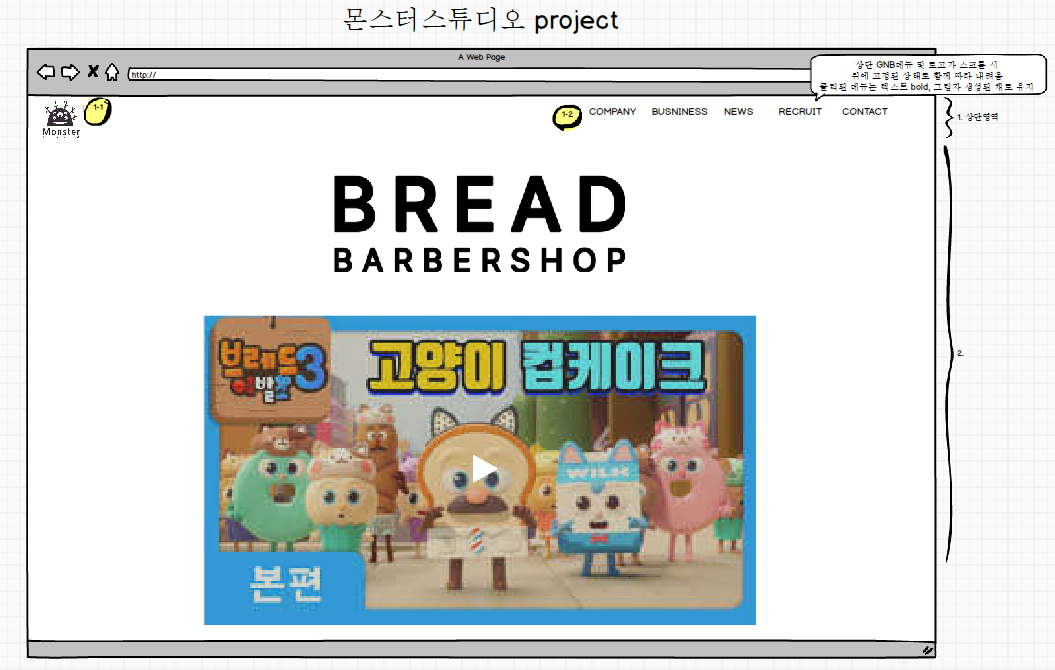 몬스터스튜디오 project
A Web Page
http://
상단 GNB메뉴 및 로고가 스크롤 시
위에 고정된 상태로 함께 따라 내려옴
클릭된 메뉴는 텍스트 bold, 그림자 생성된 채로 유지
Monster
1-1
1-2
COMPANY BUSNINESS NEWS RECRUIT CONTACT
1. 상단영역
BREAD
BARBERSHOP
2.
브레드
이발소 3
고양이 컵케이크
WILK
본편